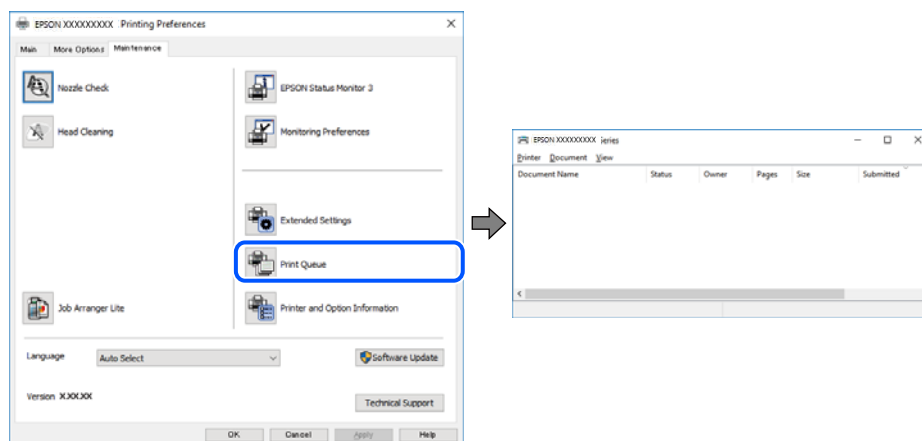 EPSON XXXXXXXXX Printing Preferences
Main More Options Maintenance
Nozzle Check
Head Cleaning
Job Arranger Lite
EPSON Status Monitor 3
Monitoring Preferences
Extended Settings
Print Queue
Printer and Option Information
Language Auto Select Software Update
Version X.XX.XX
Technical Support
OK Cancel Apply Help
EPSON XXXXXXXXX ieries
Printer Document View
Document Name Status Owner Pages Size Submitted